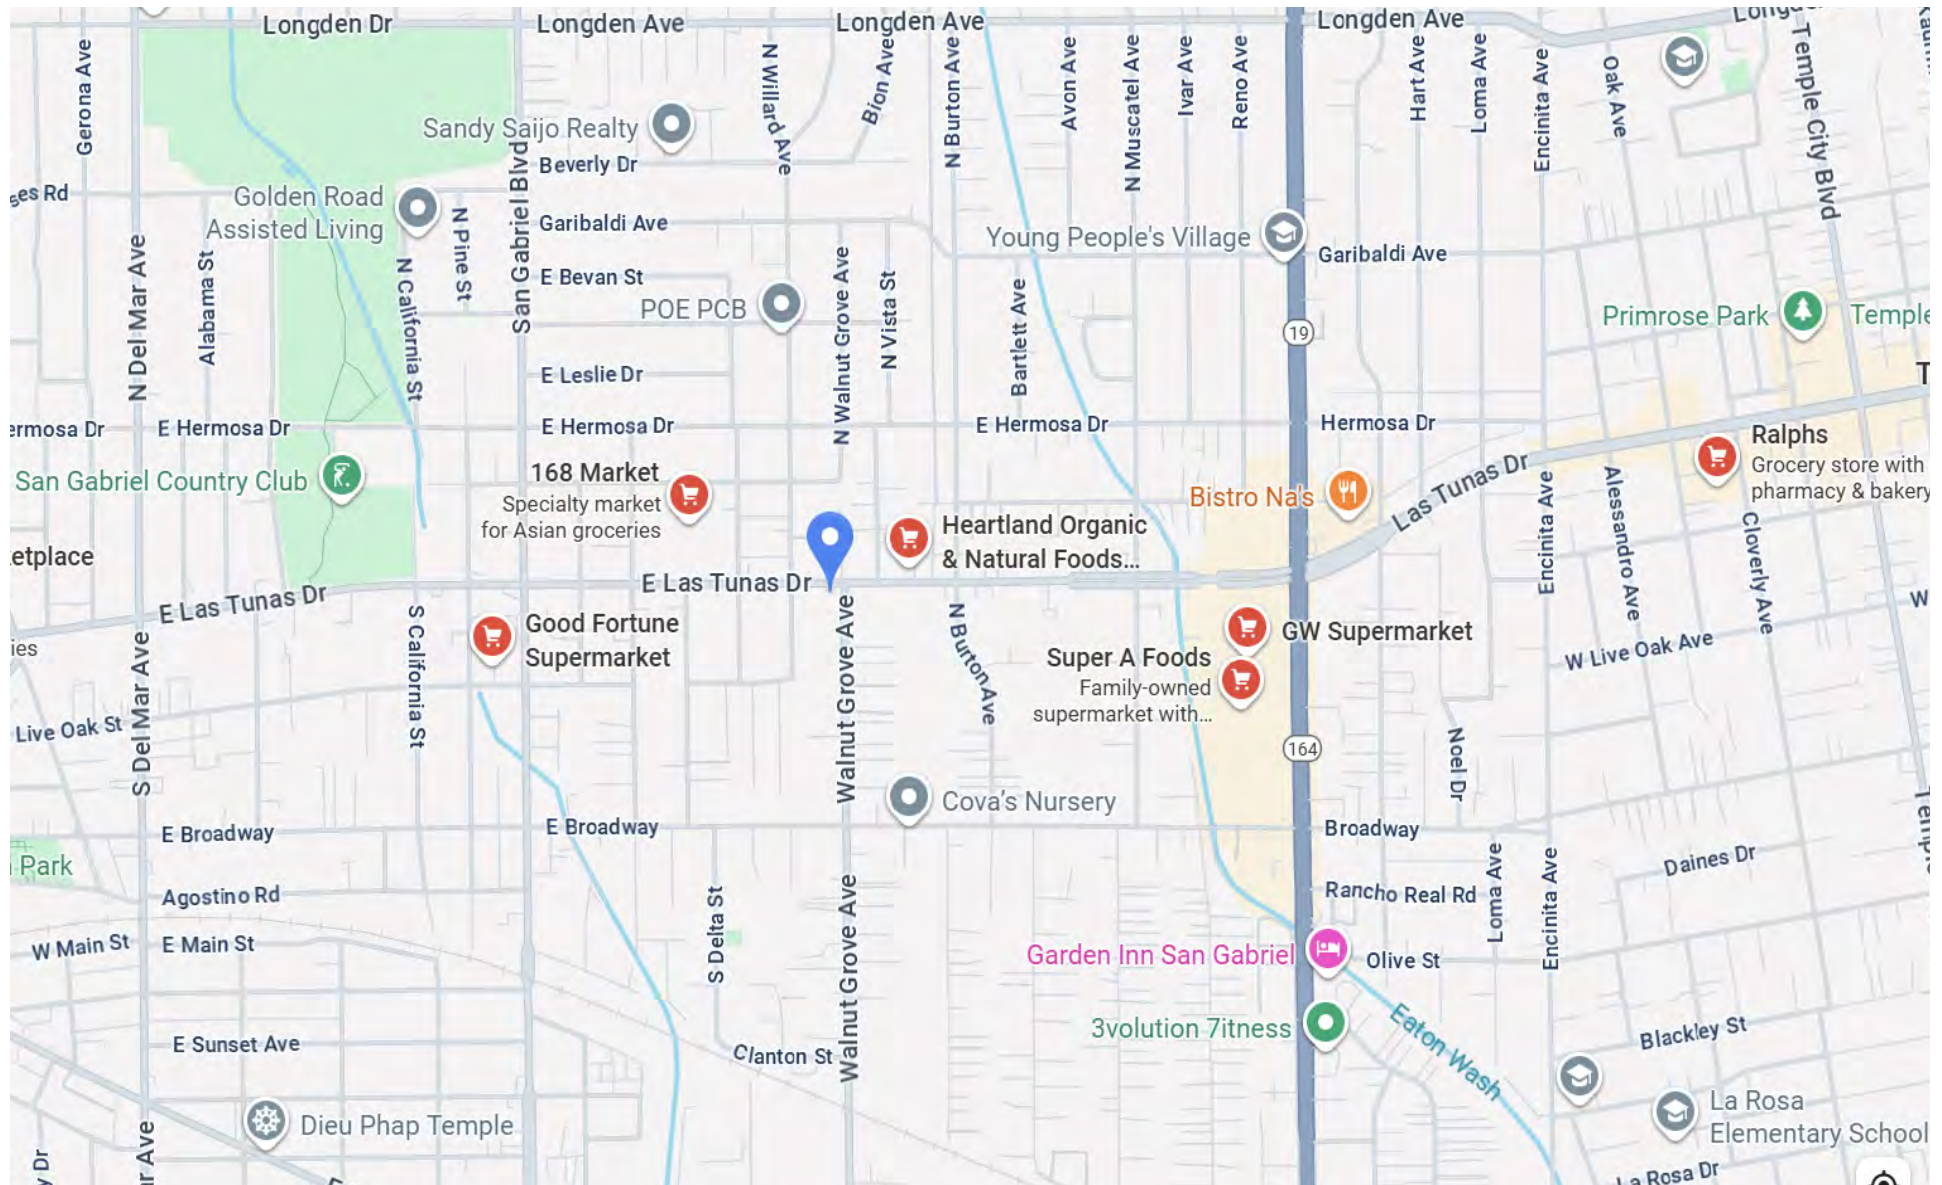 Longden Dr
Longden Ave
Longden Ave
Longden Ave
Gerona Ave
N Willard Ave
Bion Ave
N Burton Ave
Avon Ave
N Muscatel Ave
Ivar Ave
Reno Ave
Hart Ave
Loma Ave
Encinita Ave
Oak Ave
Temple City Blvd
Sandy Saijo Realty
Beverly Dr
Golden Road
Assisted Living
N Pine St
San Gabriel Blvd
Garibaldi Ave
Young People's Village
Garibaldi Ave
N Del Mar Ave
Alabama St
N California St
E Bevan St
POE PCB
N Walnut Grove Ave
N Vista St
Bartlett Ave
19
Primrose Park
E Leslie Dr
E Hermosa Dr
E Hermosa Dr
E Hermosa Dr
Hermosa Dr
San Gabriel Country Club
168 Market
Specialty market
for Asian groceries
Heartland Organic
& Natural Foods...
Bistro Na's
Las Tunas Dr
Encinita Ave
Alessandro Ave
Cloverly Ave
Ralphs
Grocery store with
pharmacy & bakery
E Las Tunas Dr
E Las Tunas Dr
S Del Mar Ave
S California St
Good Fortune
Supermarket
Walnut Grove Ave
N Burton Ave
GW Supermarket
Super A Foods
Family-owned
supermarket with...
W Live Oak Ave
Live Oak St
164
Noel Dr
Cova's Nursery
E Broadway
E Broadway
Broadway
Park
Agostino Rd
S Delta St
Walnut Grove Ave
Rancho Real Rd
Loma Ave
Encinita Ave
Daines Dr
W Main St
E Main St
Garden Inn San Gabriel
Olive St
3volution 7itness
Eaton Wash
Blackley St
E Sunset Ave
Clanton St
Dieu Phap Temple
La Rosa
Elementary School
La Rosa Dr